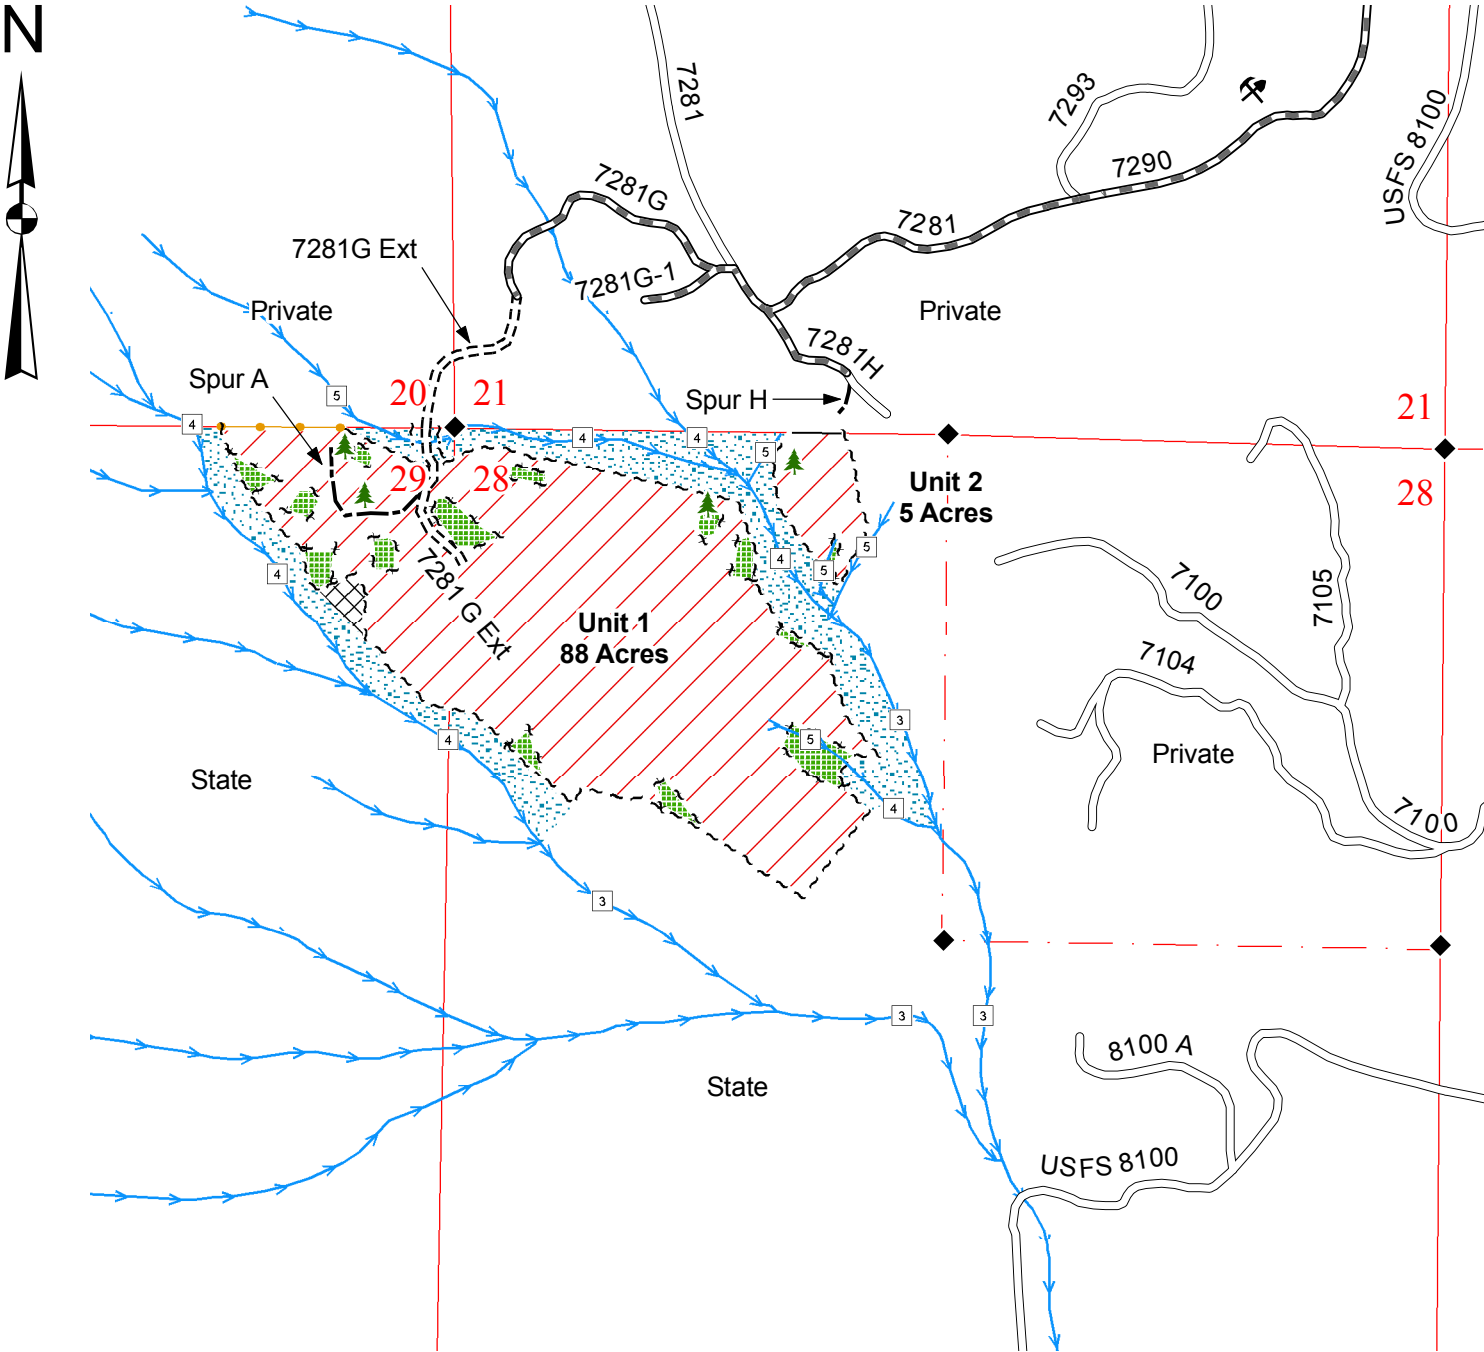 N
7281
7293
USFS 8100
7290
7281G
7281
7281G Ext
7281G-1
Private
Private
7281H
Spur A
5
20
21
Spur H
21
4
4
4
5
29
28
Unit 2
5 Acres
28
4
4
5
5
7281 G Ext
7100
7105
Unit 1
88 Acres
7104
3
4
5
Private
State
4
7100
3
3
3
8100 A
State
USFS 8100